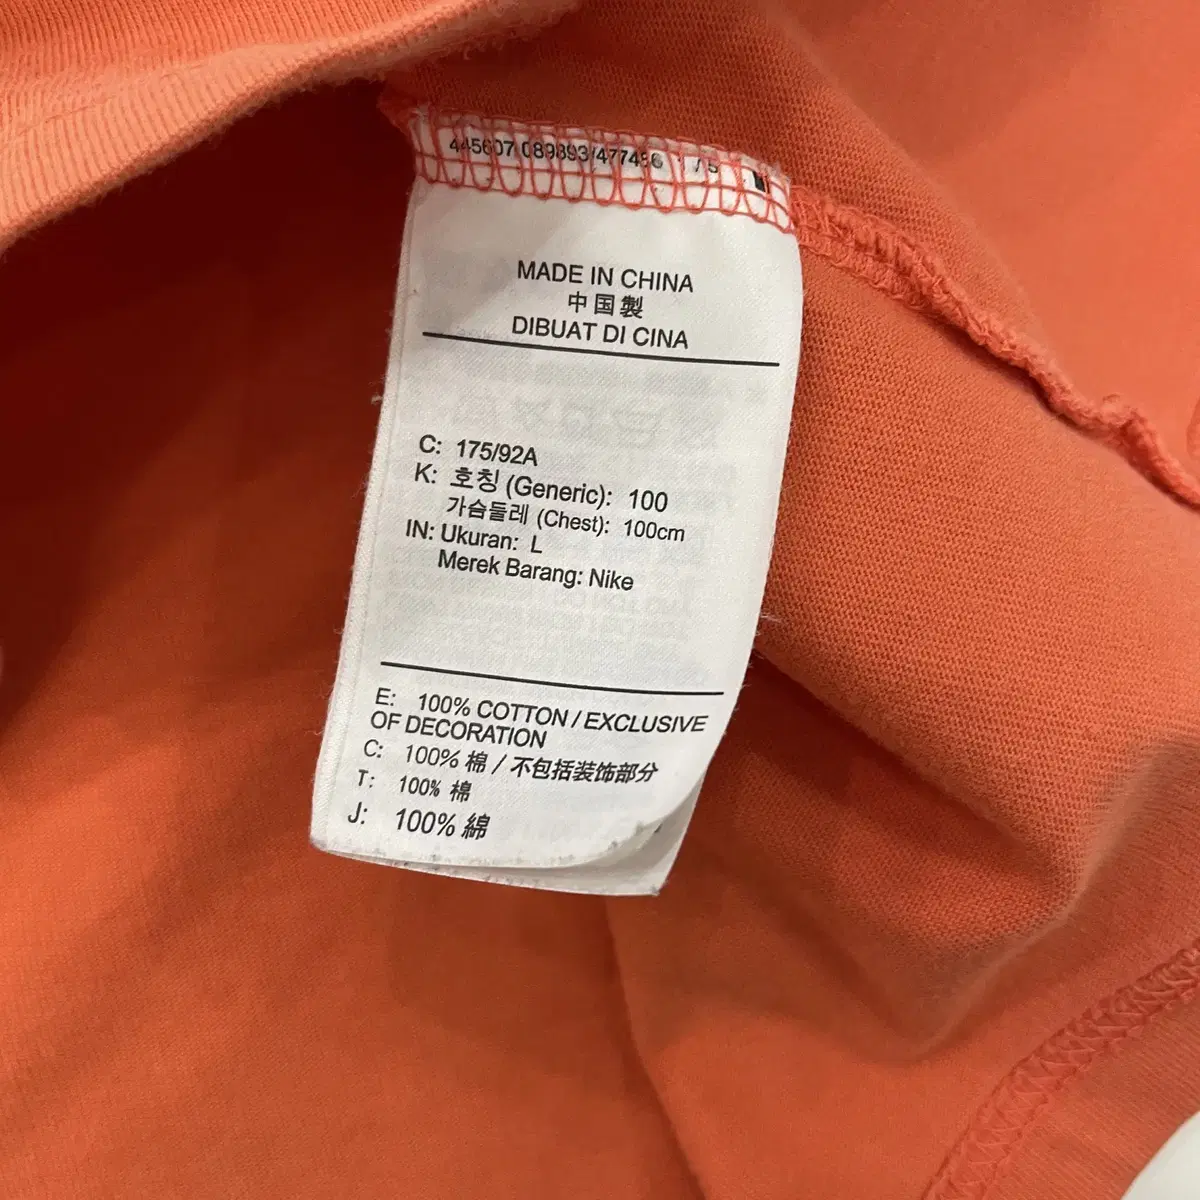 MADE IN CHINA
中国製
DIBUAT DI CINA
C: 175/92A
K: 호칭 (Generic): 100
가슴둘레 (Chest): 100cm
IN: Ukuran: L
Merek Barang: Nike
E: 100% COTTON / EXCLUSIVE
OF DECORATION
C: 100% 棉 / 不包括装饰部分
T: 100% 棉
J: 100% 綿